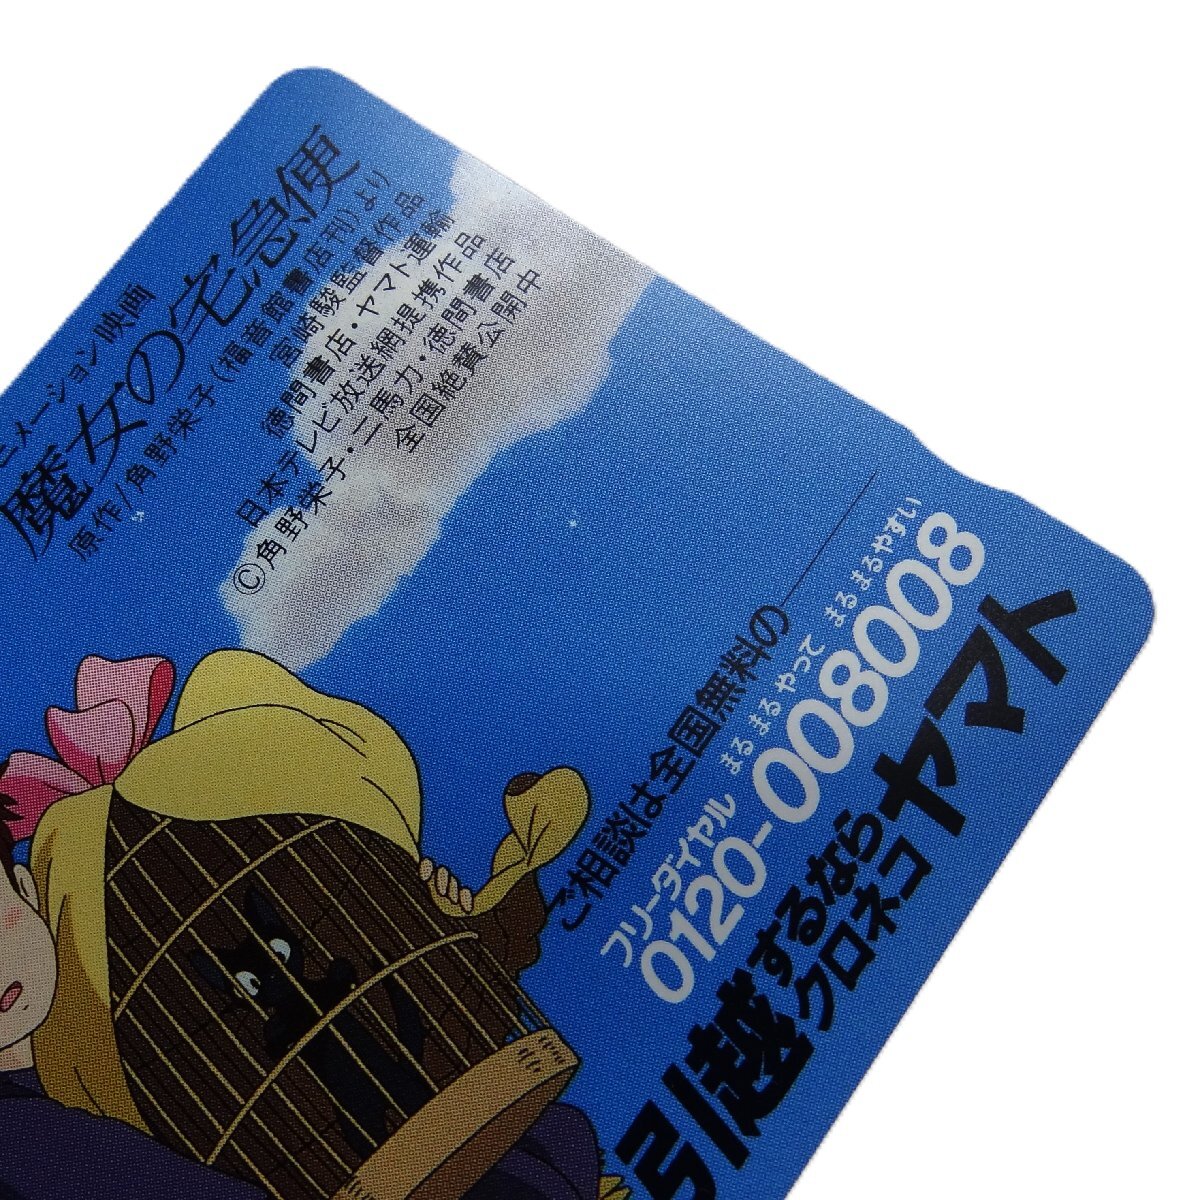 ニメーション映画
魔女の宅急便
原作/角野栄子(福音館書店刊)より
宮崎駿監督作品
徳間書店・ヤマト運輸
日本テレビ放送網提携作品
©角野栄子・二馬力・徳間書店
全国絶賛公開中
ご相談は全国無料の
フリーダイヤル まる まる やって まる まる やすい
0120-008008
引越するなら
クロネコ
ヤマト